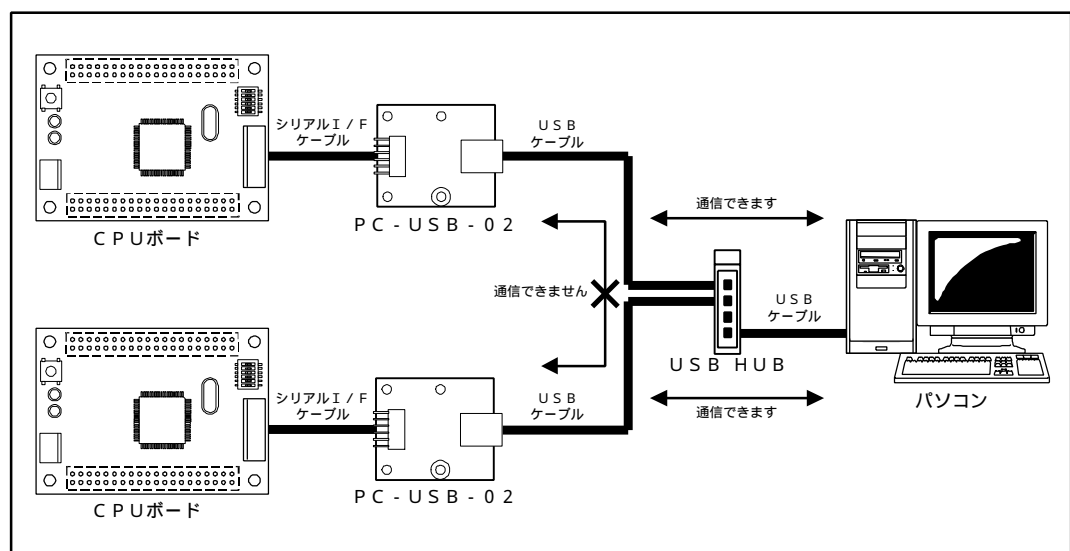 シリアルＩ／Ｆ
ケーブル
ＵＳＢ
ケーブル
ＣＰＵボード
ＰＣ-ＵＳＢ-０２
通信できます
通信できません
ＵＳＢ
ケーブル
ＵＳＢ ＨＵＢ
パソコン
シリアルＩ／Ｆ
ケーブル
ＵＳＢ
ケーブル
通信できます
ＣＰＵボード
ＰＣ-ＵＳＢ-０２